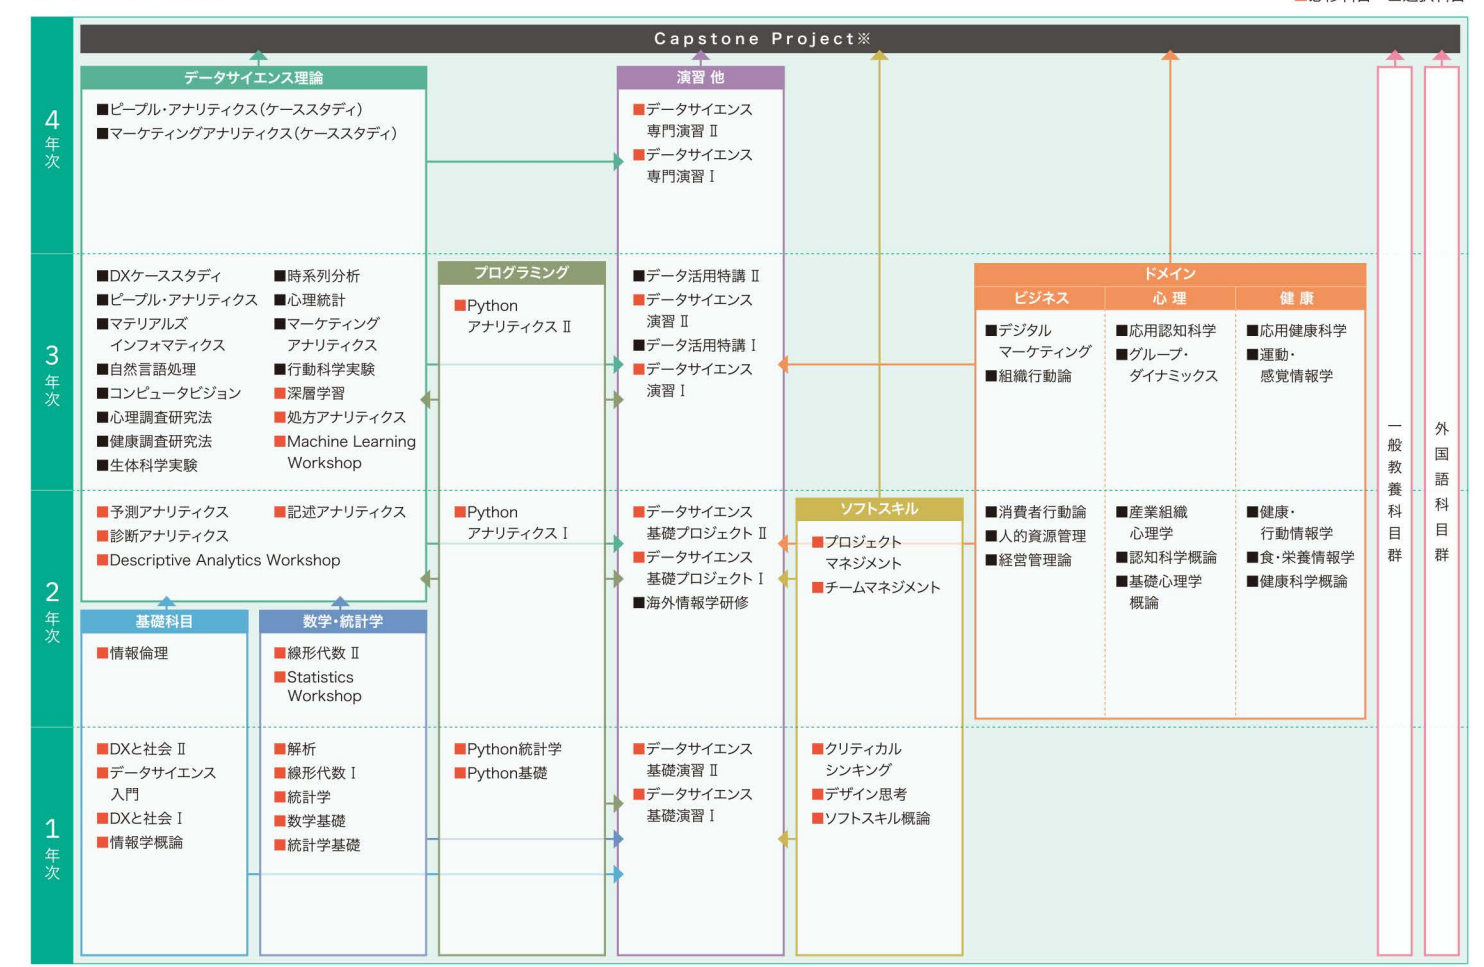 Capstone Project※
4年次
データサイエンス理論
■ピープル・アナリティクス(ケーススタディ)
■マーケティングアナリティクス(ケーススタディ)
演習 他
■データサイエンス
専門演習 Ⅱ
■データサイエンス
専門演習 Ⅰ
3年次
■DXケーススタディ
■ピープル・アナリティクス
■マテリアルズ
インフォマティクス
■自然言語処理
■コンピュータビジョン
■心理調査研究法
■健康調査研究法
■生体科学実験
■時系列分析
■心理統計
■マーケティング
アナリティクス
■行動科学実験
■深層学習
■処方アナリティクス
■Machine Learning
Workshop
プログラミング
■Python
アナリティクス Ⅱ
■データ活用特講 Ⅱ
■データサイエンス
演習 Ⅱ
■データ活用特講 Ⅰ
■データサイエンス
演習 Ⅰ
ドメイン
ビジネス
心 理
健 康
■デジタル
マーケティング
■組織行動論
■応用認知科学
■グループ・
ダイナミックス
■応用健康科学
■運動・
感覚情報学
2年次
■予測アナリティクス
■診断アナリティクス
■Descriptive Analytics Workshop
■記述アナリティクス
■Python
アナリティクス Ⅰ
■データサイエンス
基礎プロジェクト Ⅱ
■データサイエンス
基礎プロジェクト Ⅰ
■海外情報学研修
ソフトスキル
■プロジェクト
マネジメント
■チームマネジメント
■消費者行動論
■人的資源管理
■経営管理論
■産業組織
心理学
■認知科学概論
■基礎心理学
概論
■健康・
行動情報学
■食・栄養情報学
■健康科学概論
基礎科目
■情報倫理
数学・統計学
■線形代数 Ⅱ
■Statistics
Workshop
1年次
■DXと社会 Ⅱ
■データサイエンス
入門
■DXと社会 Ⅰ
■情報学概論
■解析
■線形代数 Ⅰ
■統計学
■数学基礎
■統計学基礎
■Python統計学
■Python基礎
■データサイエンス
基礎演習 Ⅱ
■データサイエンス
基礎演習 Ⅰ
■クリティカル
シンキング
■デザイン思考
■ソフトスキル概論
一般教養科目群
外国語科目群